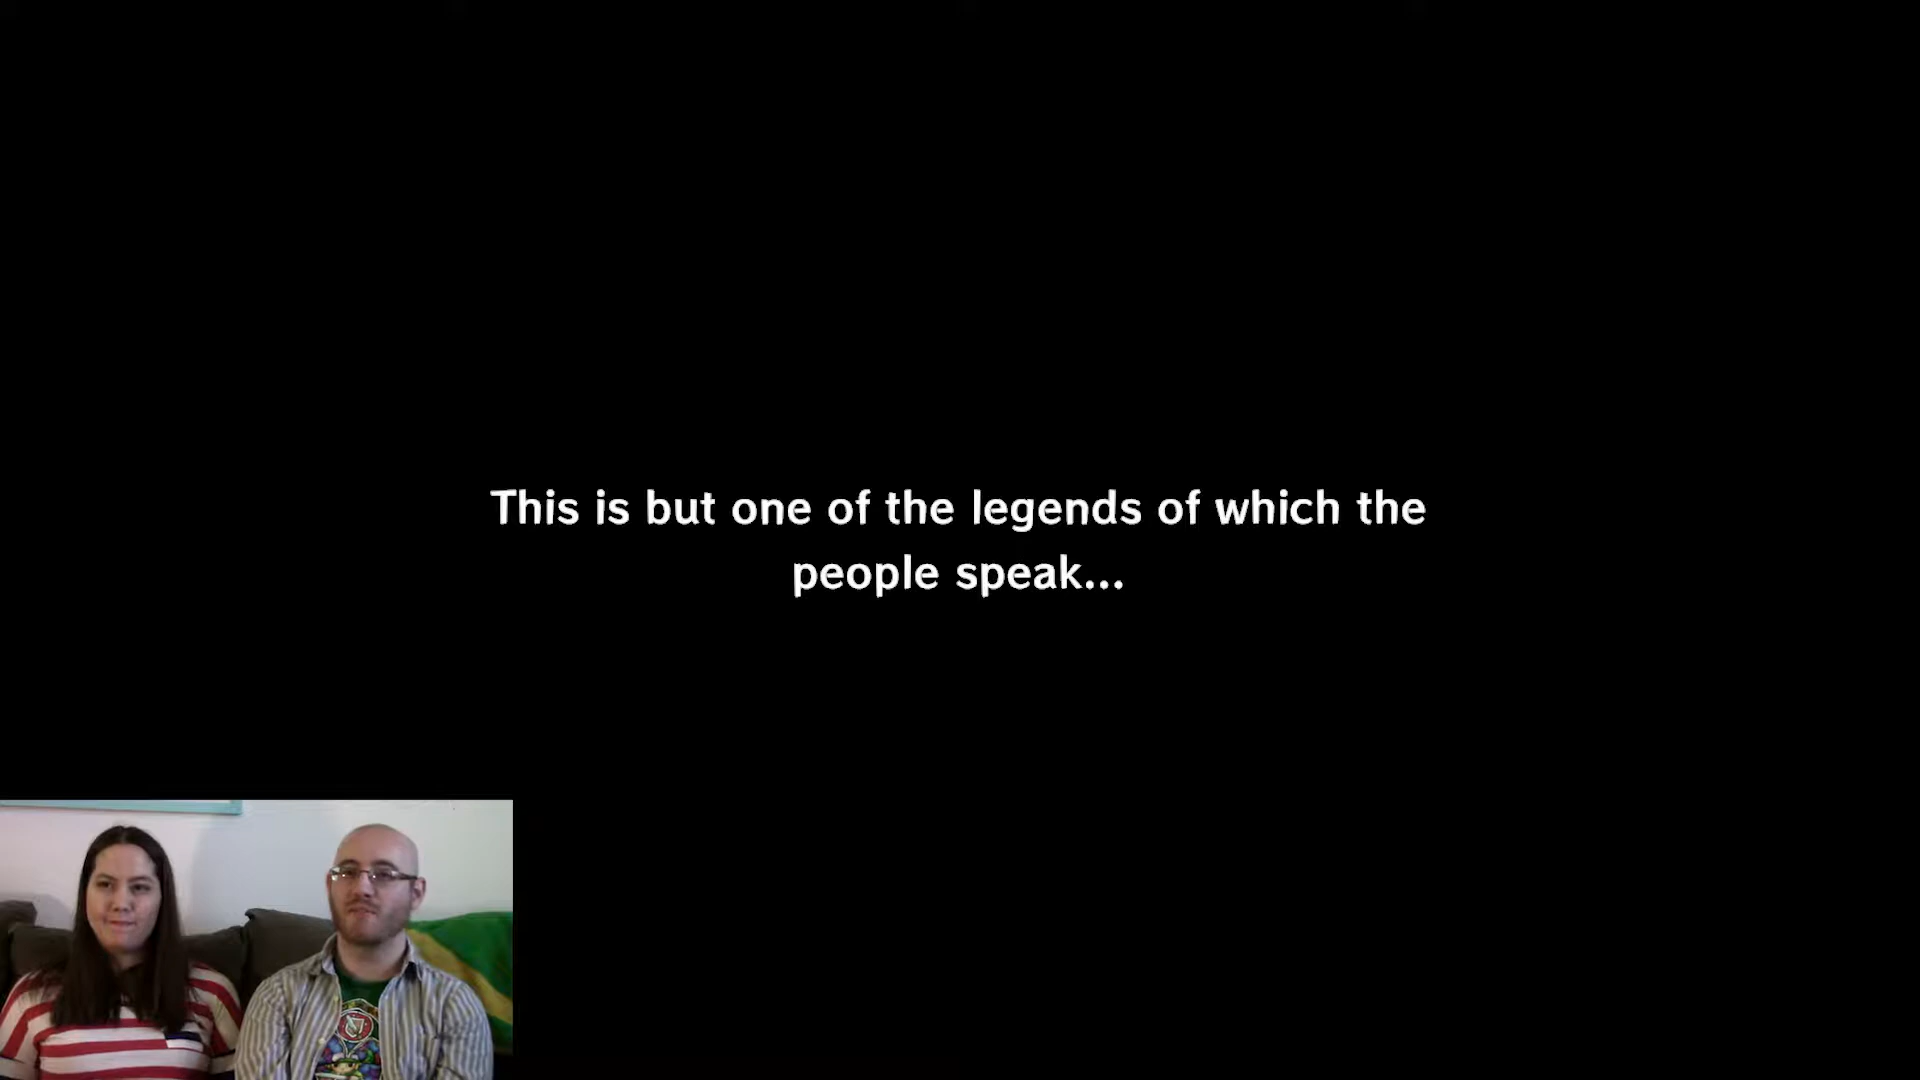 This is but one of the legends of which the
people speak...